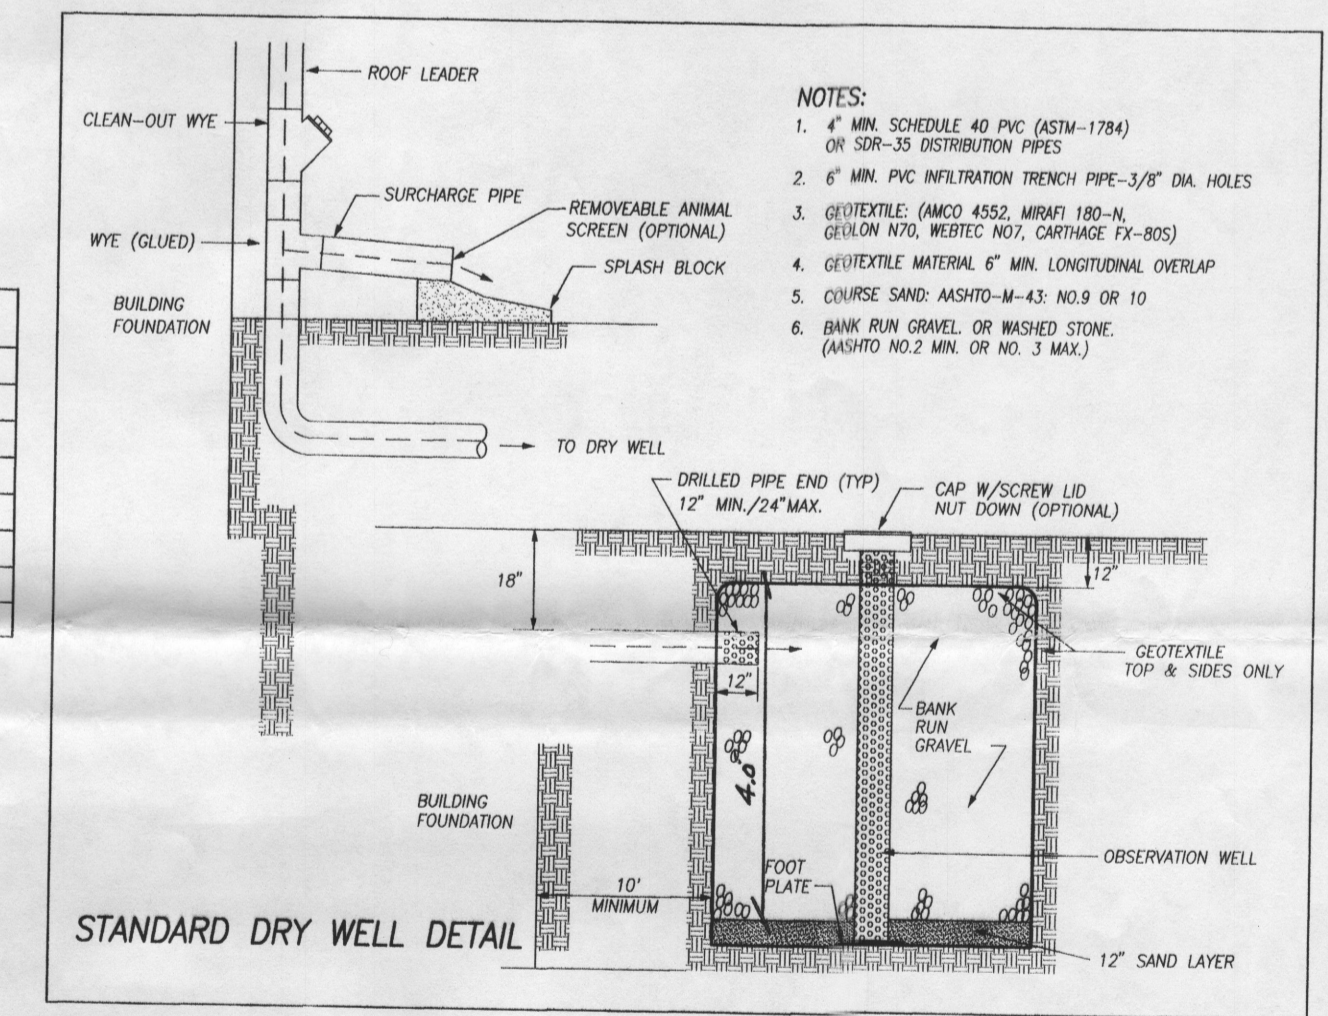 ROOF LEADER
CLEAN-OUT WYE
SURCHARGE PIPE
REMOVEABLE ANIMAL
SCREEN (OPTIONAL)
WYE (GLUED)
SPLASH BLOCK
BUILDING
FOUNDATION
TO DRY WELL
NOTES:
1. 4" MIN. SCHEDULE 40 PVC (ASTM-1784)
OR SDR-35 DISTRIBUTION PIPES
2. 6" MIN. PVC INFILTRATION TRENCH PIPE-3/8" DIA. HOLES
3. GEOTEXTILE: (AMCO 4552, MIRAFI 180-N,
GEOLON N70, WEBTEC NO7, CARTHAGE FX-80S)
4. GEOTEXTILE MATERIAL 6" MIN. LONGITUDINAL OVERLAP
5. COURSE SAND: AASHTO-M-43: NO.9 OR 10
6. BANK RUN GRAVEL. OR WASHED STONE.
(AASHTO NO.2 MIN. OR NO. 3 MAX.)
DRILLED PIPE END (TYP)
12" MIN./24"MAX.
CAP W/SCREW LID
NUT DOWN (OPTIONAL)
18"
12"
GEOTEXTILE
TOP & SIDES ONLY
12"
BANK
RUN
GRAVEL
4.0'
BUILDING
FOUNDATION
OBSERVATION WELL
FOOT
PLATE
10'
MINIMUM
12" SAND LAYER
STANDARD DRY WELL DETAIL